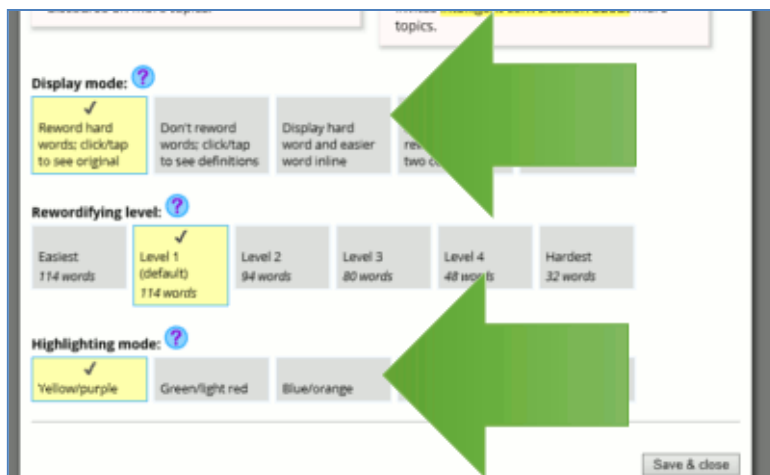 topics.
Display mode: ?
✓
Reword hard words; click/tap to see original
Don't reword words; click/tap to see definitions
Display hard word and easier word inline
Rewordifying level: ?
✓
Easiest
114 words
Level 1 (default)
114 words
Level 2
94 words
Level 3
80 words
Level 4
48 words
Hardest
32 words
Highlighting mode: ?
✓
Yellow/purple
Green/light red
Blue/orange
Save & close